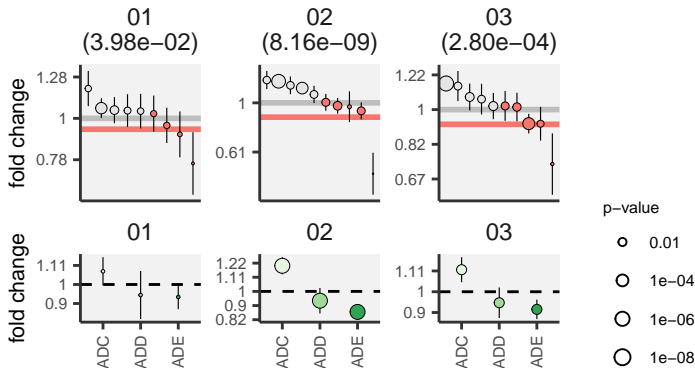 01
(3.98e−02)
02
(8.16e−09)
03
(2.80e−04)
fold change
1.28
1
0.78
1
0.61
1.22
1
0.82
0.67
01
02
03
fold change
1.11
1
0.9
1.22
1.11
1
0.9
0.82
1.11
1
0.9
ADC
ADD
ADE
ADC
ADD
ADE
ADC
ADD
ADE
p−value
0.01
1e−04
1e−06
1e−08